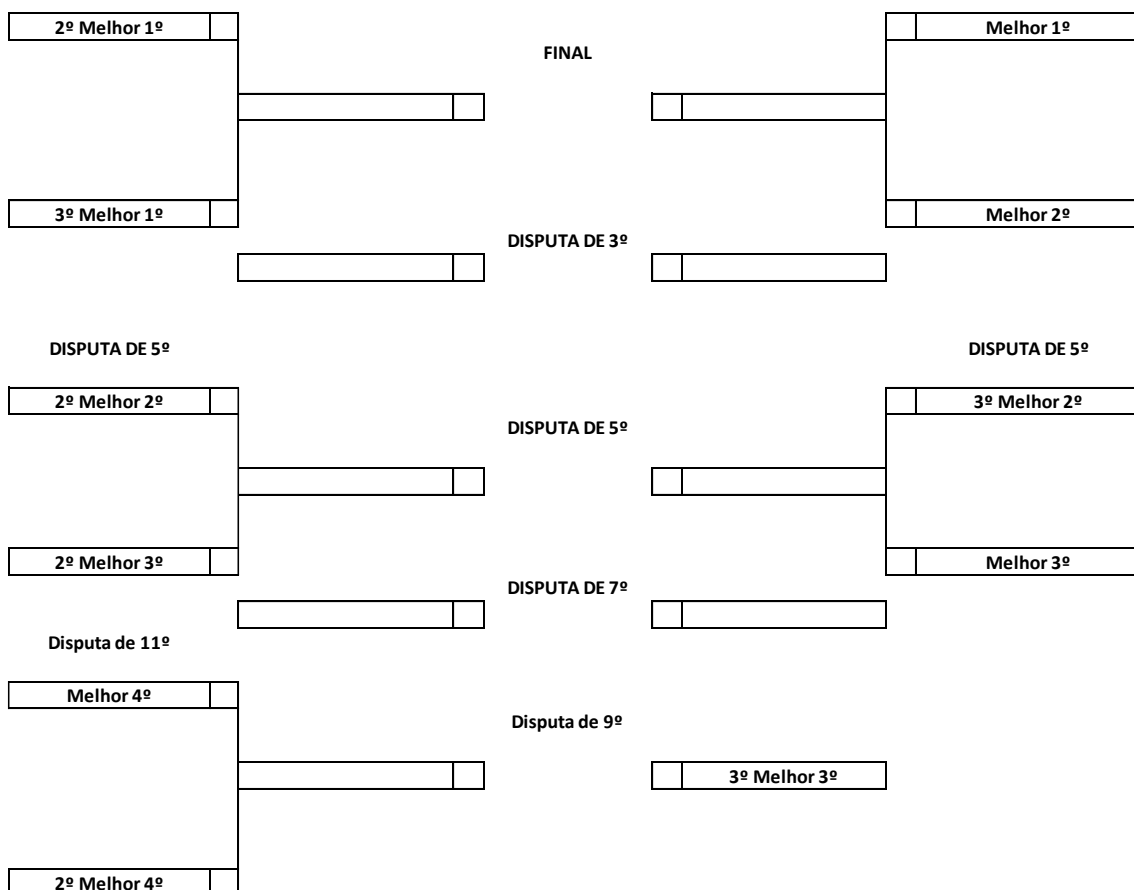 2º Melhor 1º
Melhor 1º
FINAL
3º Melhor 1º
Melhor 2º
DISPUTA DE 3º
DISPUTA DE 5º
DISPUTA DE 5º
2º Melhor 2º
3º Melhor 2º
DISPUTA DE 5º
2º Melhor 3º
Melhor 3º
DISPUTA DE 7º
Disputa de 11º
Melhor 4º
Disputa de 9º
3º Melhor 3º
2º Melhor 4º